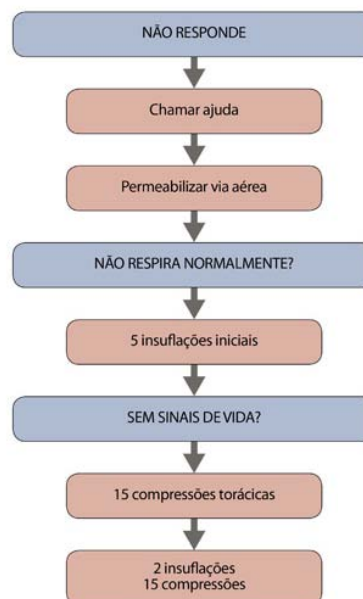 NÃO RESPONDE
Chamar ajuda
Permeabilizar via aérea
NÃO RESPIRA NORMALMENTE?
5 insuflações iniciais
SEM SINAIS DE VIDA?
15 compressões torácicas
2 insuflações
15 compressões